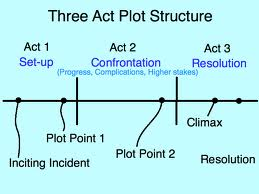 Three Act Plot Structure
Act 1
Act 2
Act 3
Set-up
Confrontation
Resolution
(Progress, Complications, Higher stakes)
Plot Point 1
Climax
Inciting Incident
Plot Point 2
Resolution